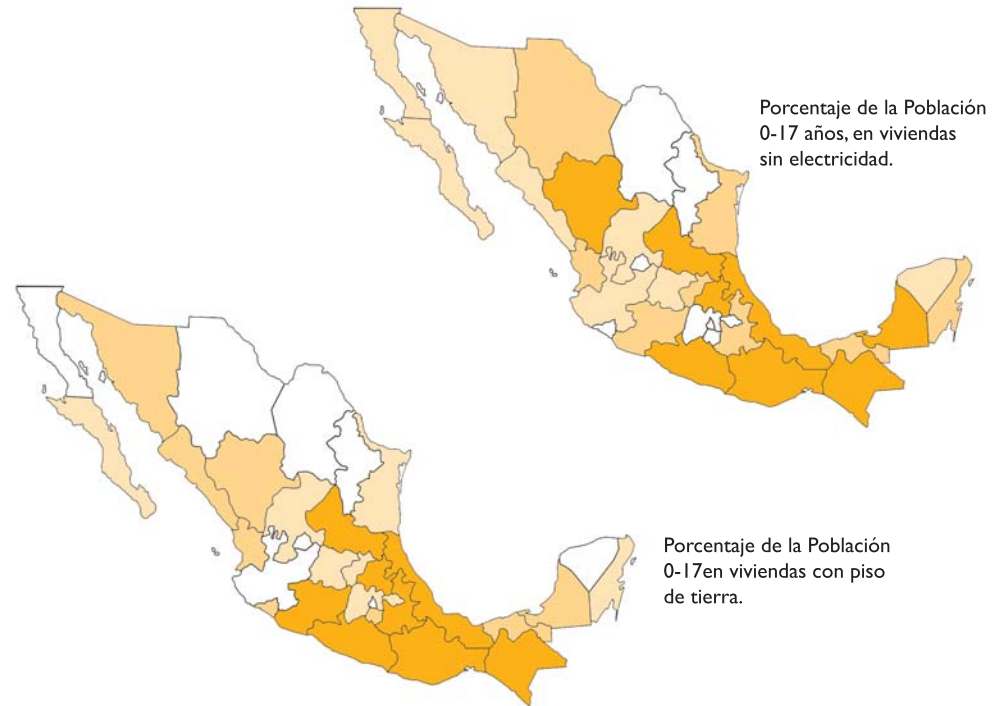 Porcentaje de la Población
0-17 años, en viviendas
sin electricidad.
Porcentaje de la Población
0-17en viviendas con piso
de tierra.